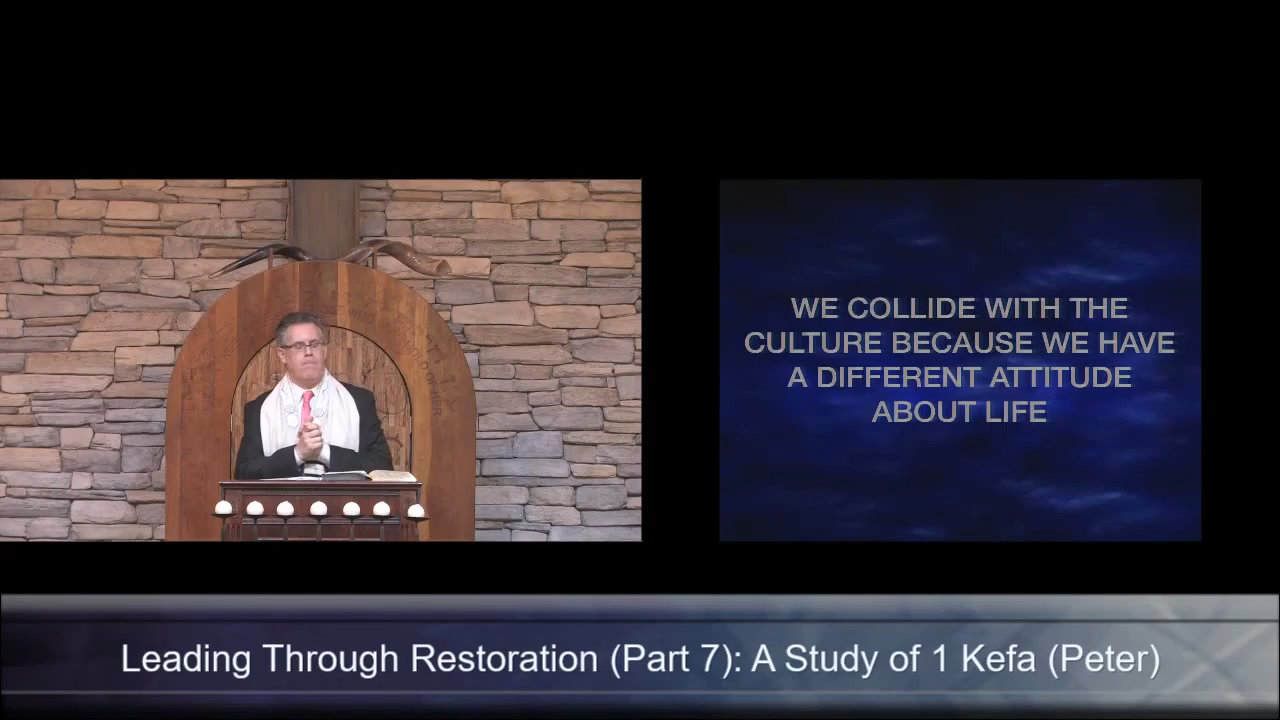 WE COLLIDE WITH THE
CULTURE BECAUSE WE HAVE
A DIFFERENT ATTITUDE
ABOUT LIFE
Leading Through Restoration (Part 7): A Study of 1 Kefa (Peter)